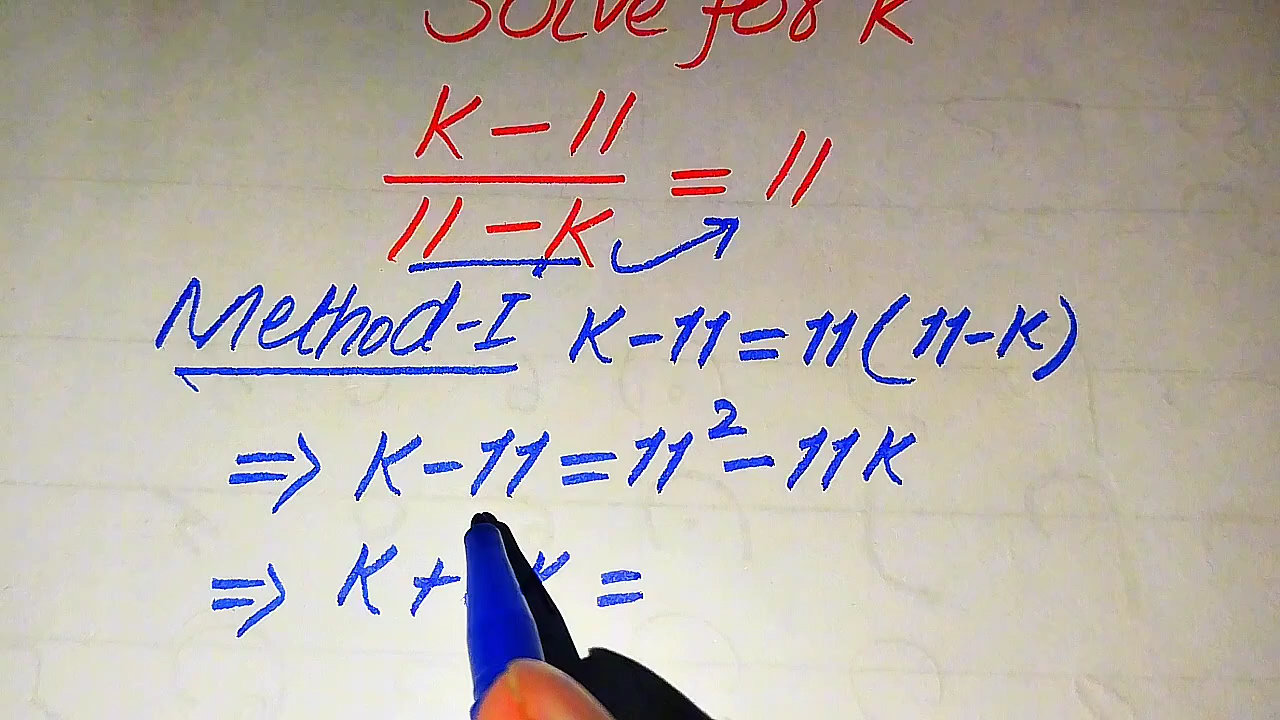 Solve for K
K - 11
11 - K
= 11
Method-I K - 11 = 11 ( 11 - K )
=> K - 11 = 11² - 11K
=> K + K =